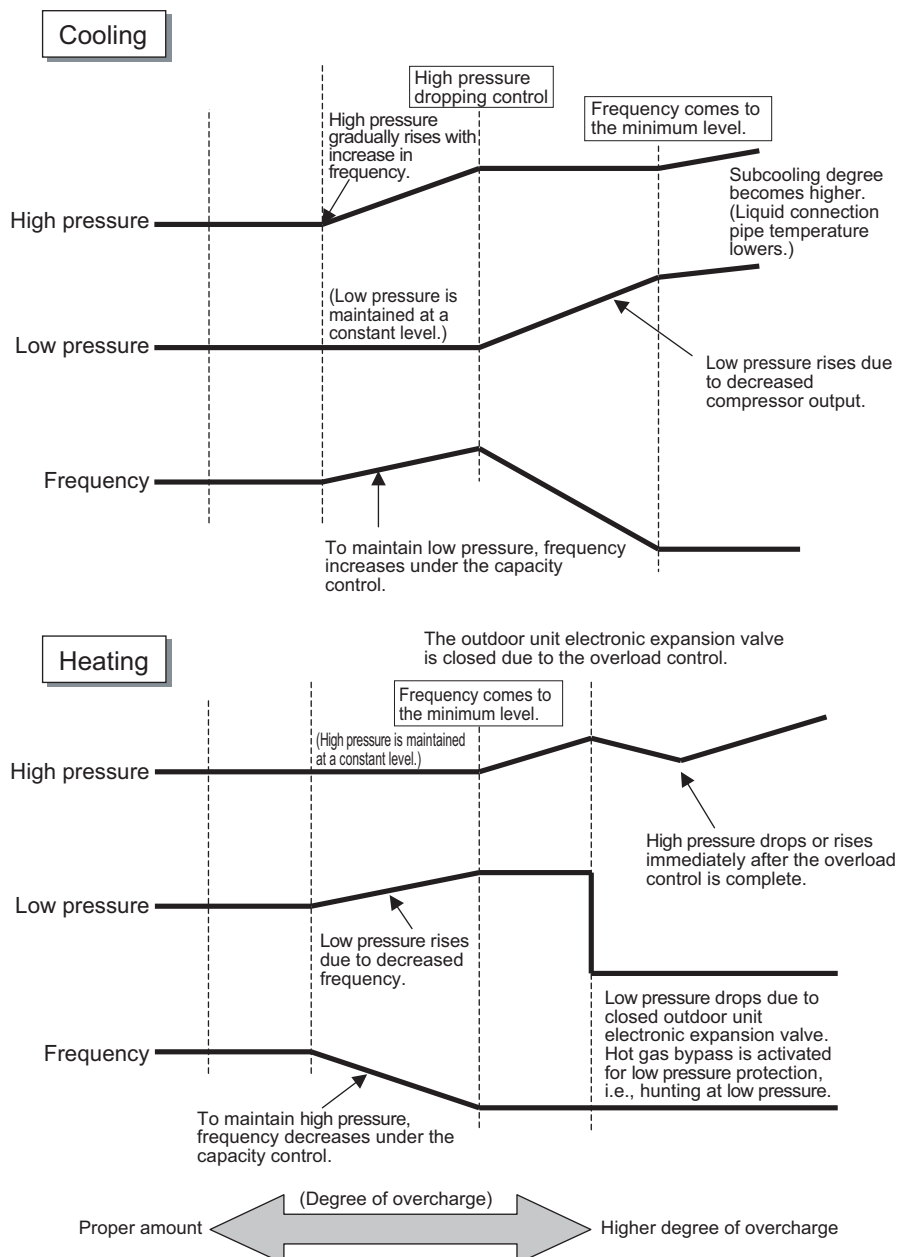 Cooling
High pressure
dropping control
Frequency comes to
the minimum level.
High pressure
gradually rises with
increase in
frequency.
Subcooling degree
becomes higher.
(Liquid connection
pipe temperature
lowers.)
High pressure
(Low pressure is
maintained at a
constant level.)
Low pressure
Low pressure rises due
to decreased
compressor output.
Frequency
To maintain low pressure, frequency
increases under the capacity
control.
Heating
The outdoor unit electronic expansion valve
is closed due to the overload control.
Frequency comes to
the minimum level.
(High pressure is maintained
at a constant level.)
High pressure
High pressure drops or rises
immediately after the overload
control is complete.
Low pressure
Low pressure rises
due to decreased
frequency.
Low pressure drops due to
closed outdoor unit
electronic expansion valve.
Hot gas bypass is activated
for low pressure protection,
i.e., hunting at low pressure.
Frequency
To maintain high pressure,
frequency decreases under the
capacity control.
(Degree of overcharge)
Proper amount
Higher degree of overcharge